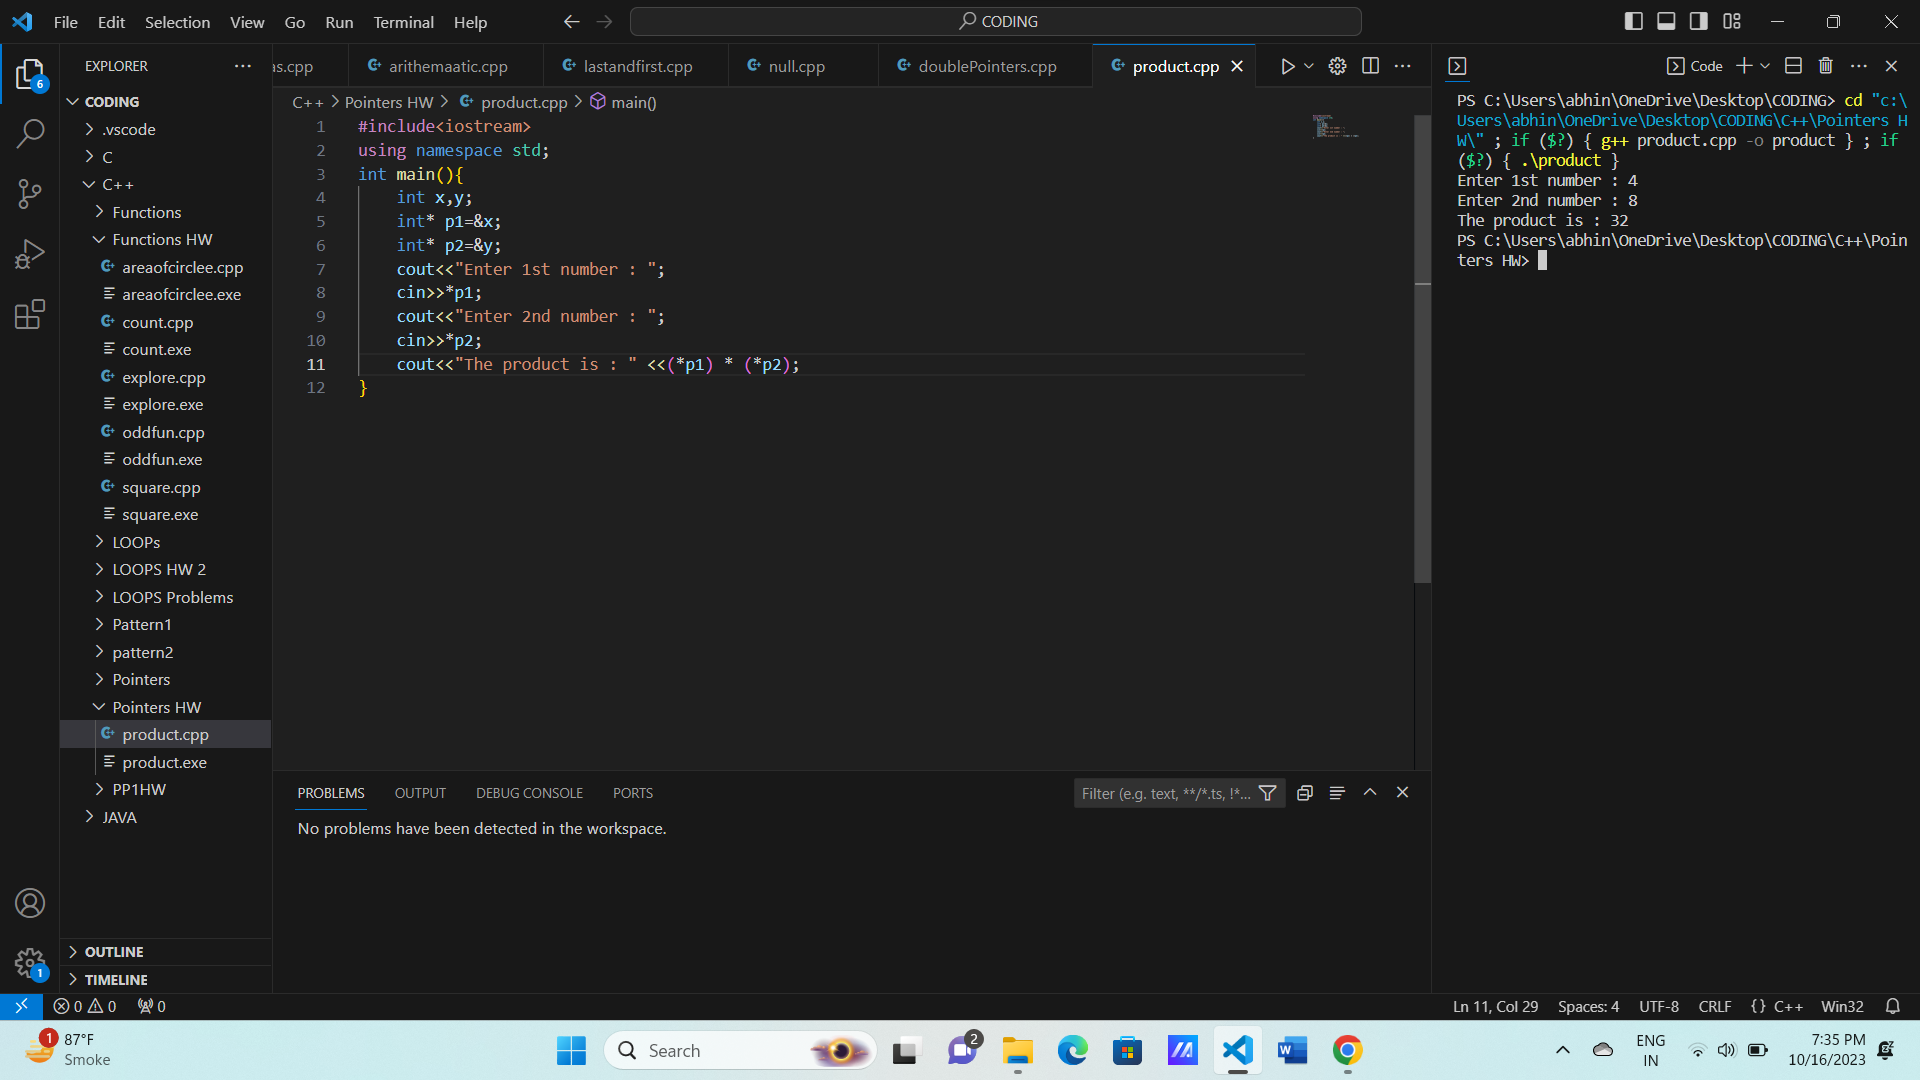 File Edit Selection View Go Run Terminal Help
CODING
EXPLORER
as.cpp arithemaatic.cpp lastandfirst.cpp null.cpp doublePointers.cpp product.cpp
Code
CODING
.vscode
C
C++
Functions
Functions HW
areaofcirclee.cpp
areaofcirclee.exe
count.cpp
count.exe
explore.cpp
explore.exe
oddfun.cpp
oddfun.exe
square.cpp
square.exe
LOOPs
LOOPS HW 2
LOOPS Problems
Pattern1
pattern2
Pointers
Pointers HW
product.cpp
product.exe
PP1HW
JAVA
OUTLINE
TIMELINE
6
1
C++ > Pointers HW > product.cpp > main()
1 #include<iostream>
2 using namespace std;
3 int main(){
4 int x,y;
5 int* p1=&x;
6 int* p2=&y;
7 cout<<"Enter 1st number : ";
8 cin>>*p1;
9 cout<<"Enter 2nd number : ";
10 cin>>*p2;
11 cout<<"The product is : " <<(*p1) * (*p2);
12 }
PS C:\Users\abhin\OneDrive\Desktop\CODING> cd "c:\
Users\abhin\OneDrive\Desktop\CODING\C++\Pointers H
W\" ; if ($?) { g++ product.cpp -o product } ; if
($?) { .\product }
Enter 1st number : 4
Enter 2nd number : 8
The product is : 32
PS C:\Users\abhin\OneDrive\Desktop\CODING\C++\Poin
ters HW>
PROBLEMS OUTPUT DEBUG CONSOLE PORTS
Filter (e.g. text, **/*.ts, !*...
No problems have been detected in the workspace.
0 0 0
Ln 11, Col 29 Spaces: 4 UTF-8 CRLF {} C++ Win32
1
87°F
Smoke
Search
2
ENG
IN
7:35 PM
10/16/2023